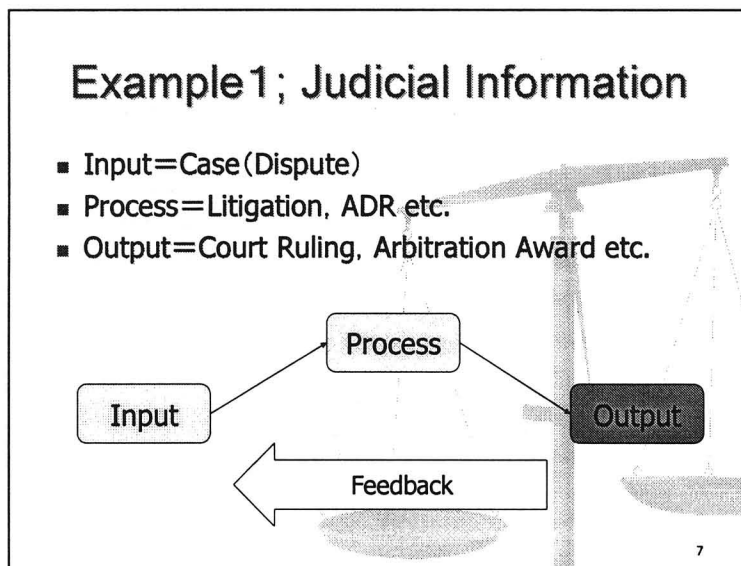 Example1; Judicial Information
■ Input=Case(Dispute)
■ Process=Litigation, ADR etc.
■ Output=Court Ruling, Arbitration Award etc.
Process
Input
Output
Feedback
7